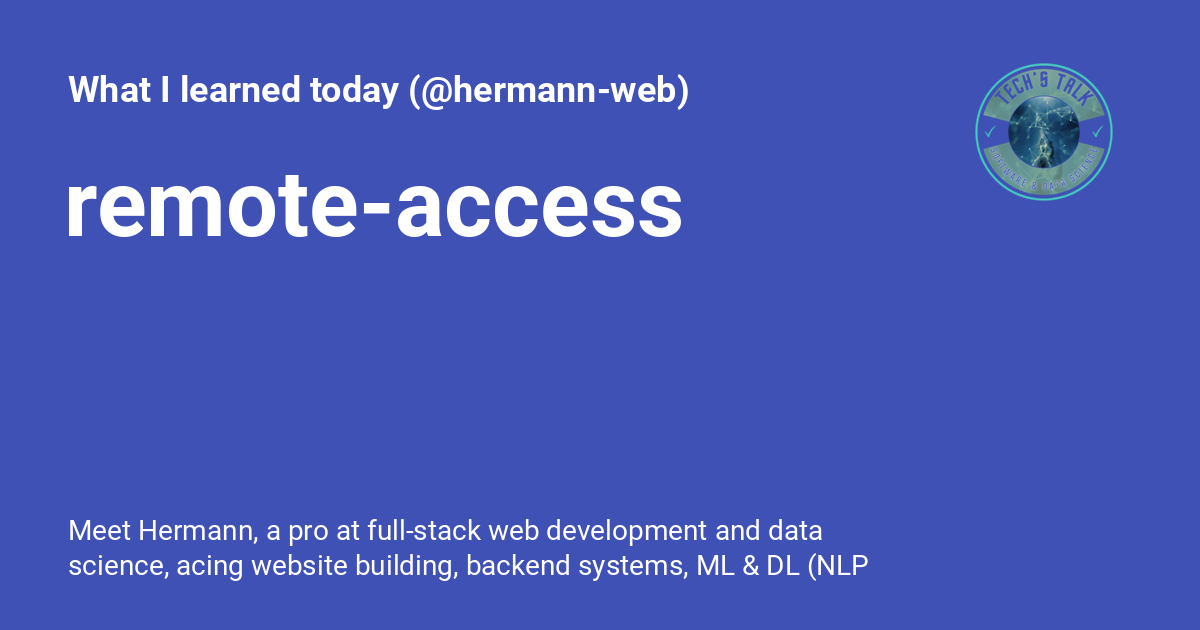 What I learned today (@hermann-web)
TECH'S TALK
remote-access
SOFTWARE & DATA SCIENCE
Meet Hermann, a pro at full-stack web development and data
science, acing website building, backend systems, ML & DL (NLP